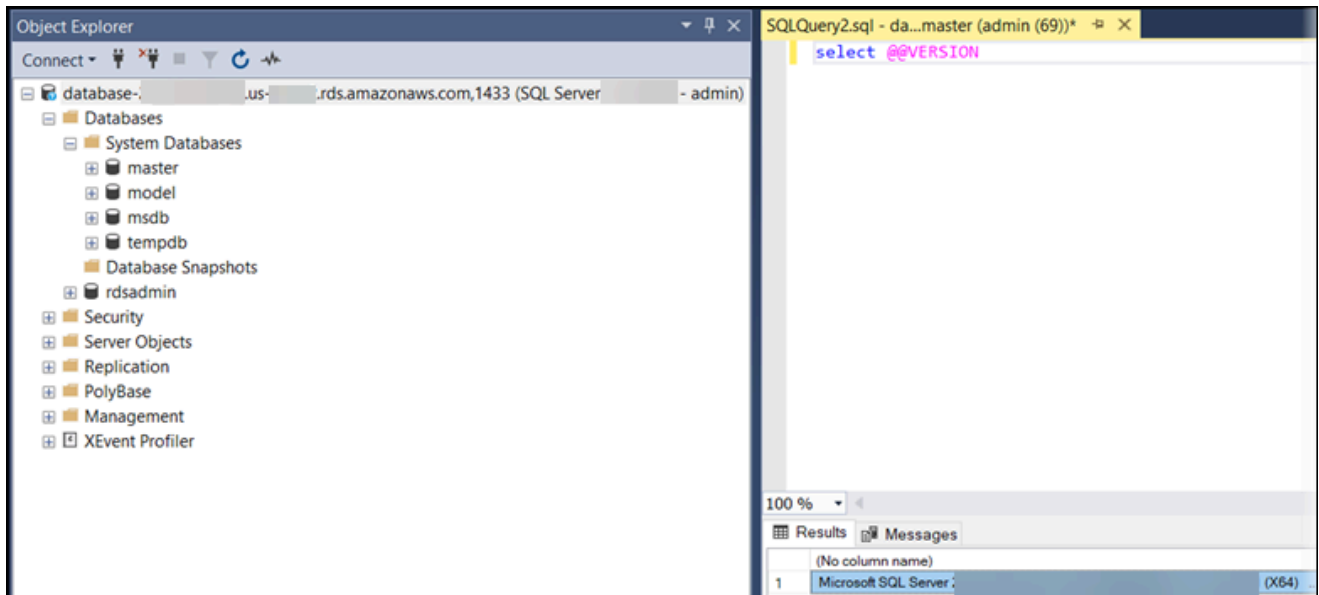 Object Explorer
Connect
database- .us- .rds.amazonaws.com,1433 (SQL Server - admin)
Databases
System Databases
master
model
msdb
tempdb
Database Snapshots
rdsadmin
Security
Server Objects
Replication
PolyBase
Management
XEvent Profiler
SQLQuery2.sql - da...master (admin (69))*
select @@VERSION
100 %
Results Messages
(No column name)
1 Microsoft SQL Server (X64) ...